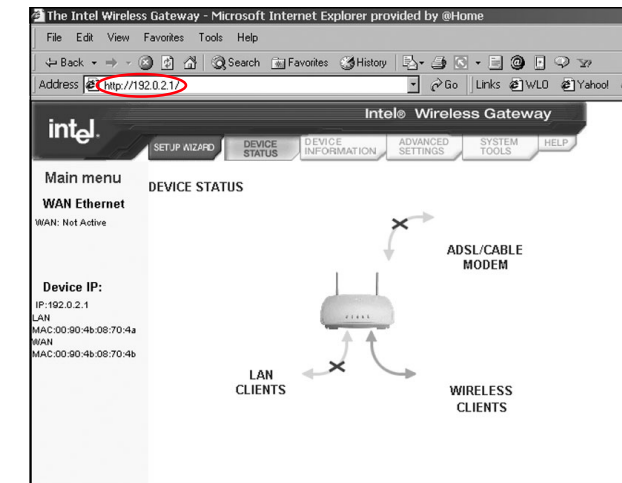 The Intel Wireless Gateway - Microsoft Internet Explorer provided by @Home
File Edit View Favorites Tools Help
Back Search Favorites History Go Links WLO Yahoo!
Address http://192.0.2.1/
Intel® Wireless Gateway
intel.
SETUP WIZARD DEVICE STATUS DEVICE INFORMATION ADVANCED SETTINGS SYSTEM TOOLS HELP
Main menu
WAN Ethernet
WAN: Not Active
Device IP:
IP:192.0.2.1
LAN
MAC:00:90:4b:08:70:4a
WAN
MAC:00:90:4b:08:70:4b
DEVICE STATUS
ADSL/CABLE
MODEM
LAN
CLIENTS
WIRELESS
CLIENTS